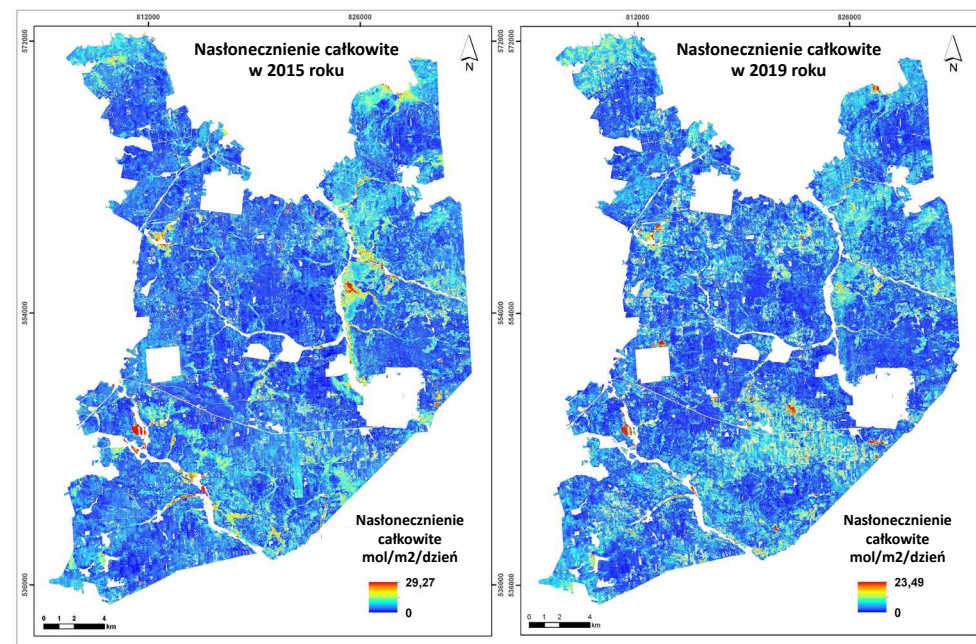 812000
826000
572000
Nasłonecznienie całkowite
w 2015 roku
N
554000
536000
Nasłonecznienie
całkowite
mol/m2/dzień
29,27
0
0 1 2 4
km
812000
826000
572000
Nasłonecznienie całkowite
w 2019 roku
N
554000
536000
Nasłonecznienie
całkowite
mol/m2/dzień
23,49
0
0 1 2 4
km